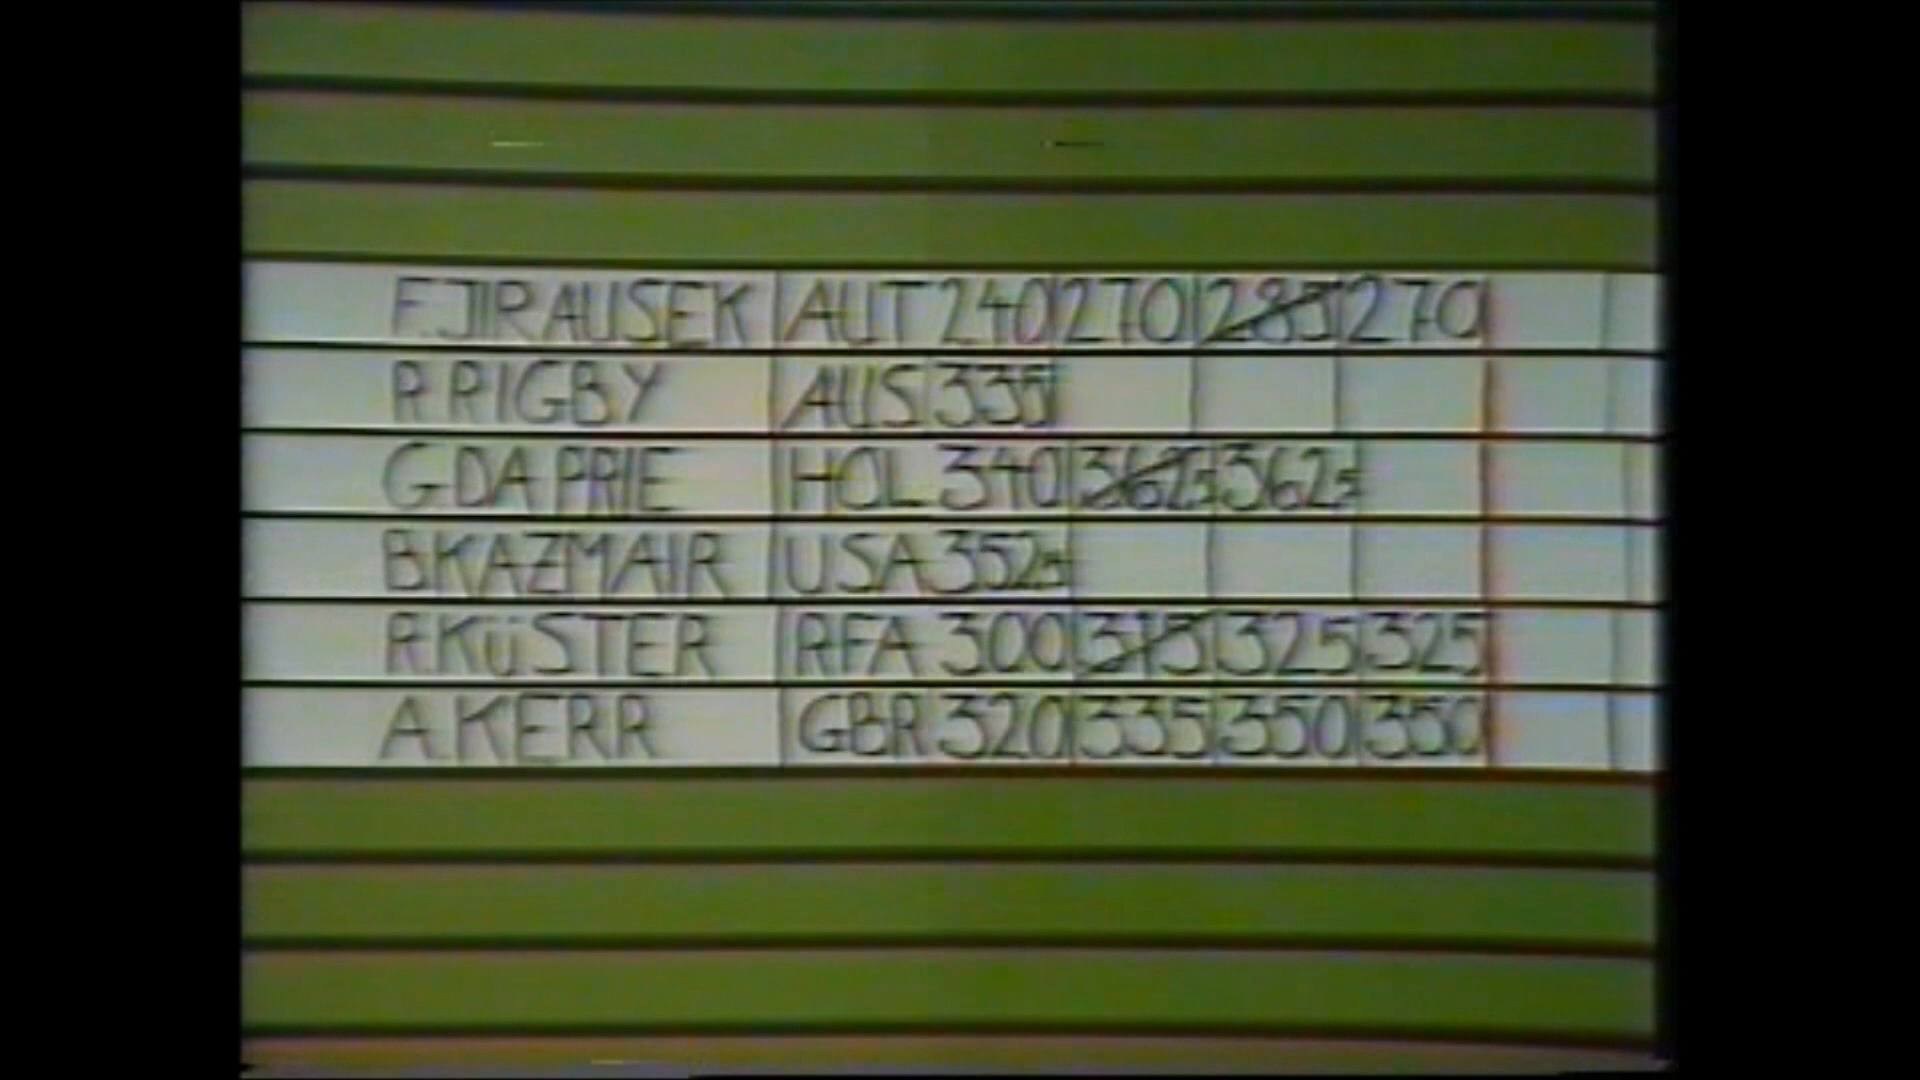 F.JIRAUSEK AUT 240 270 285 270
R.RIGBY AUS 335
G.DA PRIE HOL 340 362,5 362,5
B.KAZMAIR USA 352,5
R.KüSTER RFA 300 315 325 325
A.KERR GBR 320 335 350 350